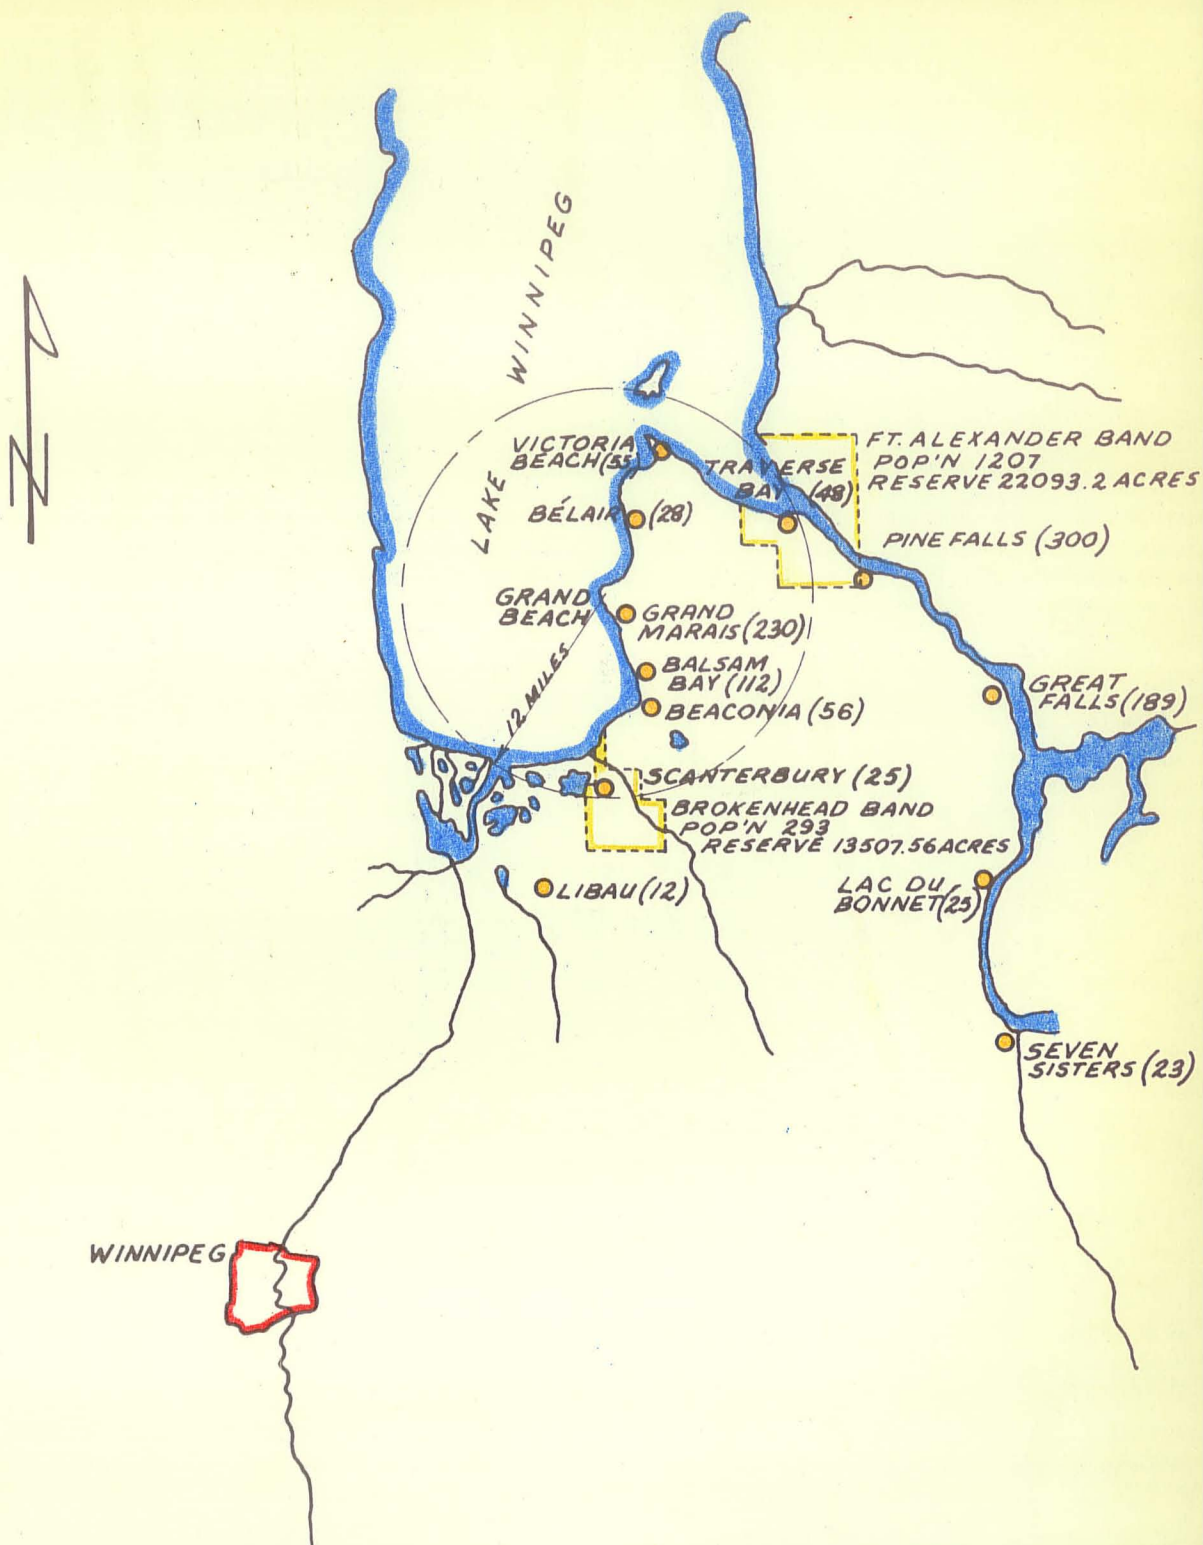 LAKE WINNIPEG
N
VICTORIA
BEACH (55)
TRAVERSE
BAY (48)
FT. ALEXANDER BAND
POP'N 1207
RESERVE 22093.2 ACRES
BÉLAIR (28)
PINE FALLS (300)
GRAND
BEACH
GRAND
MARAIS (230)
12 MILES
BALSAM
BAY (112)
BEACONIA (56)
GREAT
FALLS (189)
SCANTERBURY (25)
BROKENHEAD BAND
POP'N 293
RESERVE 13507.56 ACRES
LIBAU (12)
LAC DU
BONNET (25)
SEVEN
SISTERS (23)
WINNIPEG